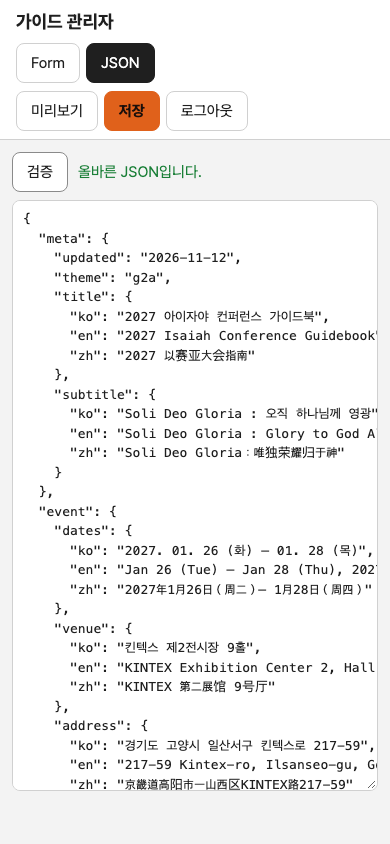 가이드 관리자
Form JSON
미리보기 저장 로그아웃
검증 올바른 JSON입니다.
{
  "meta": {
    "updated": "2026-11-12",
    "theme": "g2a",
    "title": {
      "ko": "2027 아이자야 컨퍼런스 가이드북",
      "en": "2027 Isaiah Conference Guidebook"
      "zh": "2027 以赛亚大会指南"
    },
    "subtitle": {
      "ko": "Soli Deo Gloria : 오직 하나님께 영광"
      "en": "Soli Deo Gloria : Glory to God A
      "zh": "Soli Deo Gloria：唯独荣耀归于神"
    }
  },
  "event": {
    "dates": {
      "ko": "2027. 01. 26 (화) – 01. 28 (목)",
      "en": "Jan 26 (Tue) – Jan 28 (Thu), 202
      "zh": "2027年1月26日（周二）– 1月28日（周四）"
    },
    "venue": {
      "ko": "킨텍스 제2전시장 9홀",
      "en": "KINTEX Exhibition Center 2, Hall
      "zh": "KINTEX 第二展馆 9号厅"
    },
    "address": {
      "ko": "경기도 고양시 일산서구 킨텍스로 217-59",
      "en": "217-59 Kintex-ro, Ilsanseo-gu, Go
      "zh": "京畿道高阳市一山西区KINTEX路217-59"